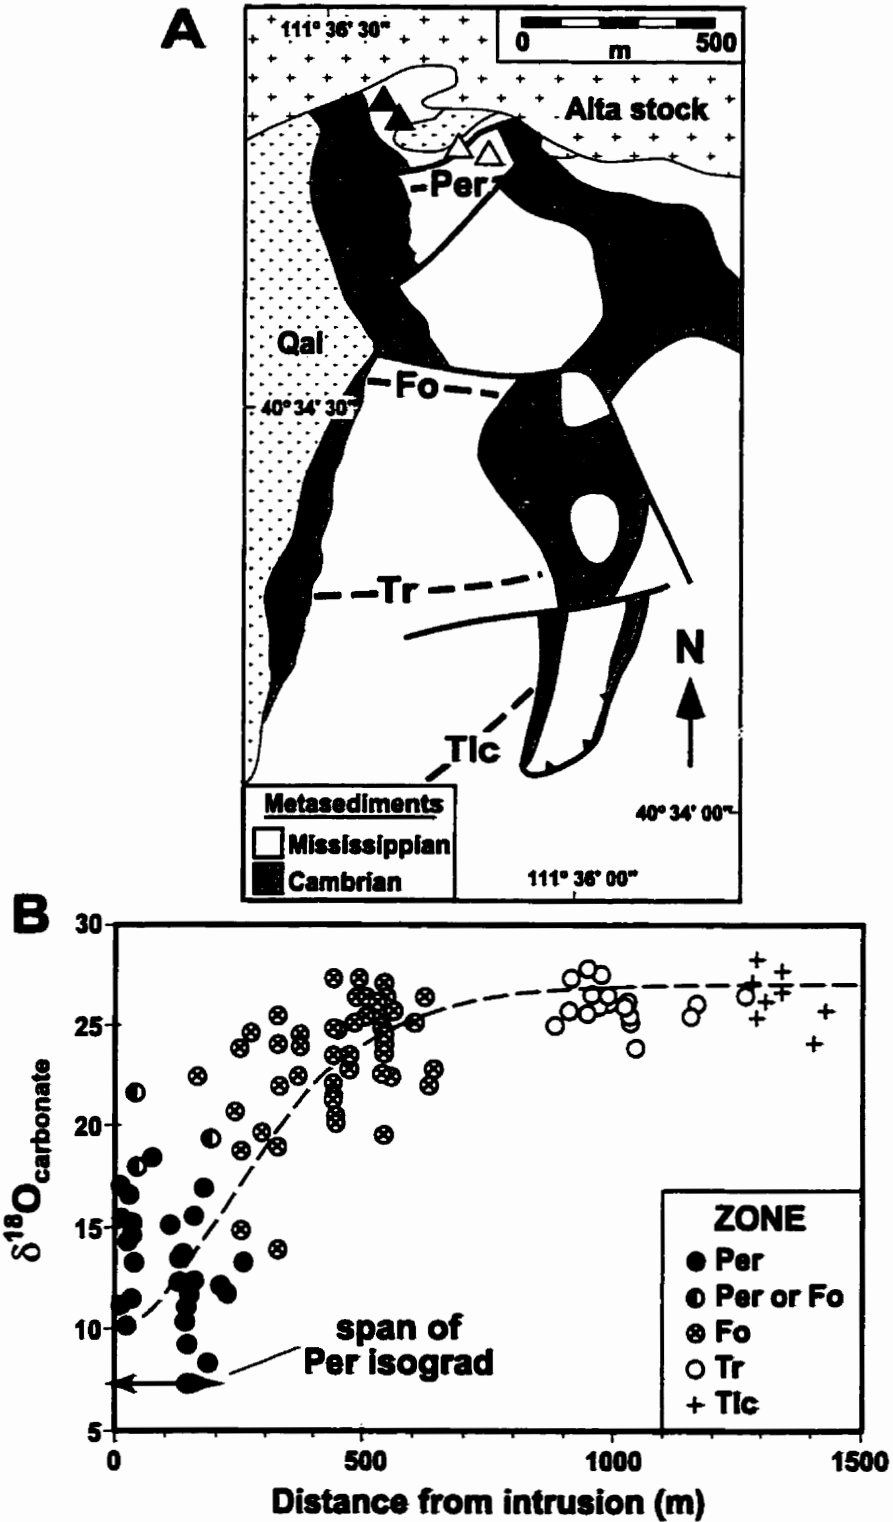 A
111° 36' 30"
0 500
m
Alta stock
Per
Qal
Fo
40° 34' 30"
Tr
N
Tlc
Metasediments
Mississippian
Cambrian
40° 34' 00"
111° 36' 00"
B
30
25
20
15
10
5
δ18Ocarbonate
ZONE
Per
Per or Fo
Fo
Tr
Tlc
span of
Per isograd
0 500 1000 1500
Distance from intrusion (m)